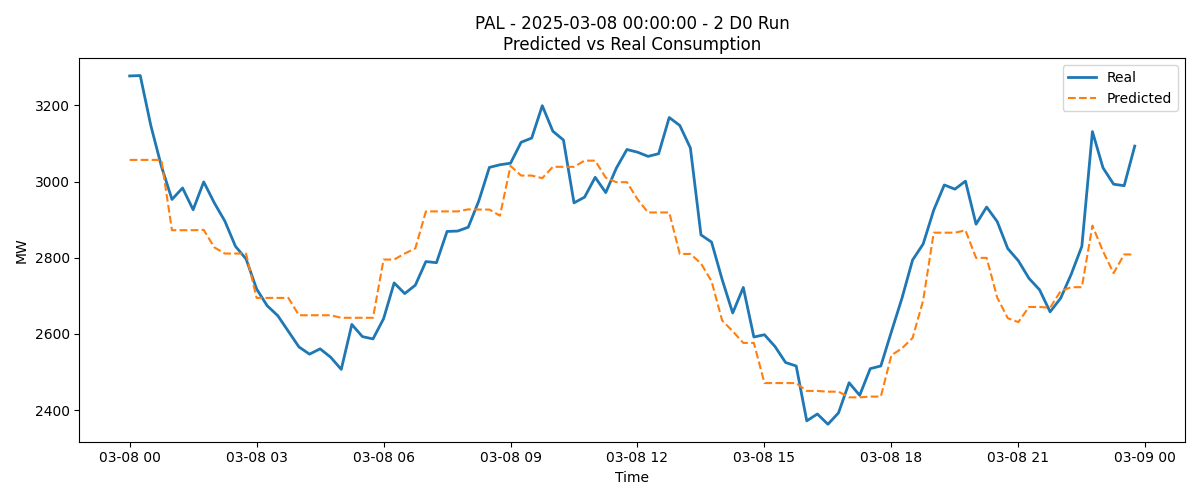 PAL - 2025-03-08 00:00:00 - 2 D0 Run
Predicted vs Real Consumption
Real
Predicted
MW
3200
3000
2800
2600
2400
03-08 00
03-08 03
03-08 06
03-08 09
03-08 12
03-08 15
03-08 18
03-08 21
03-09 00
Time